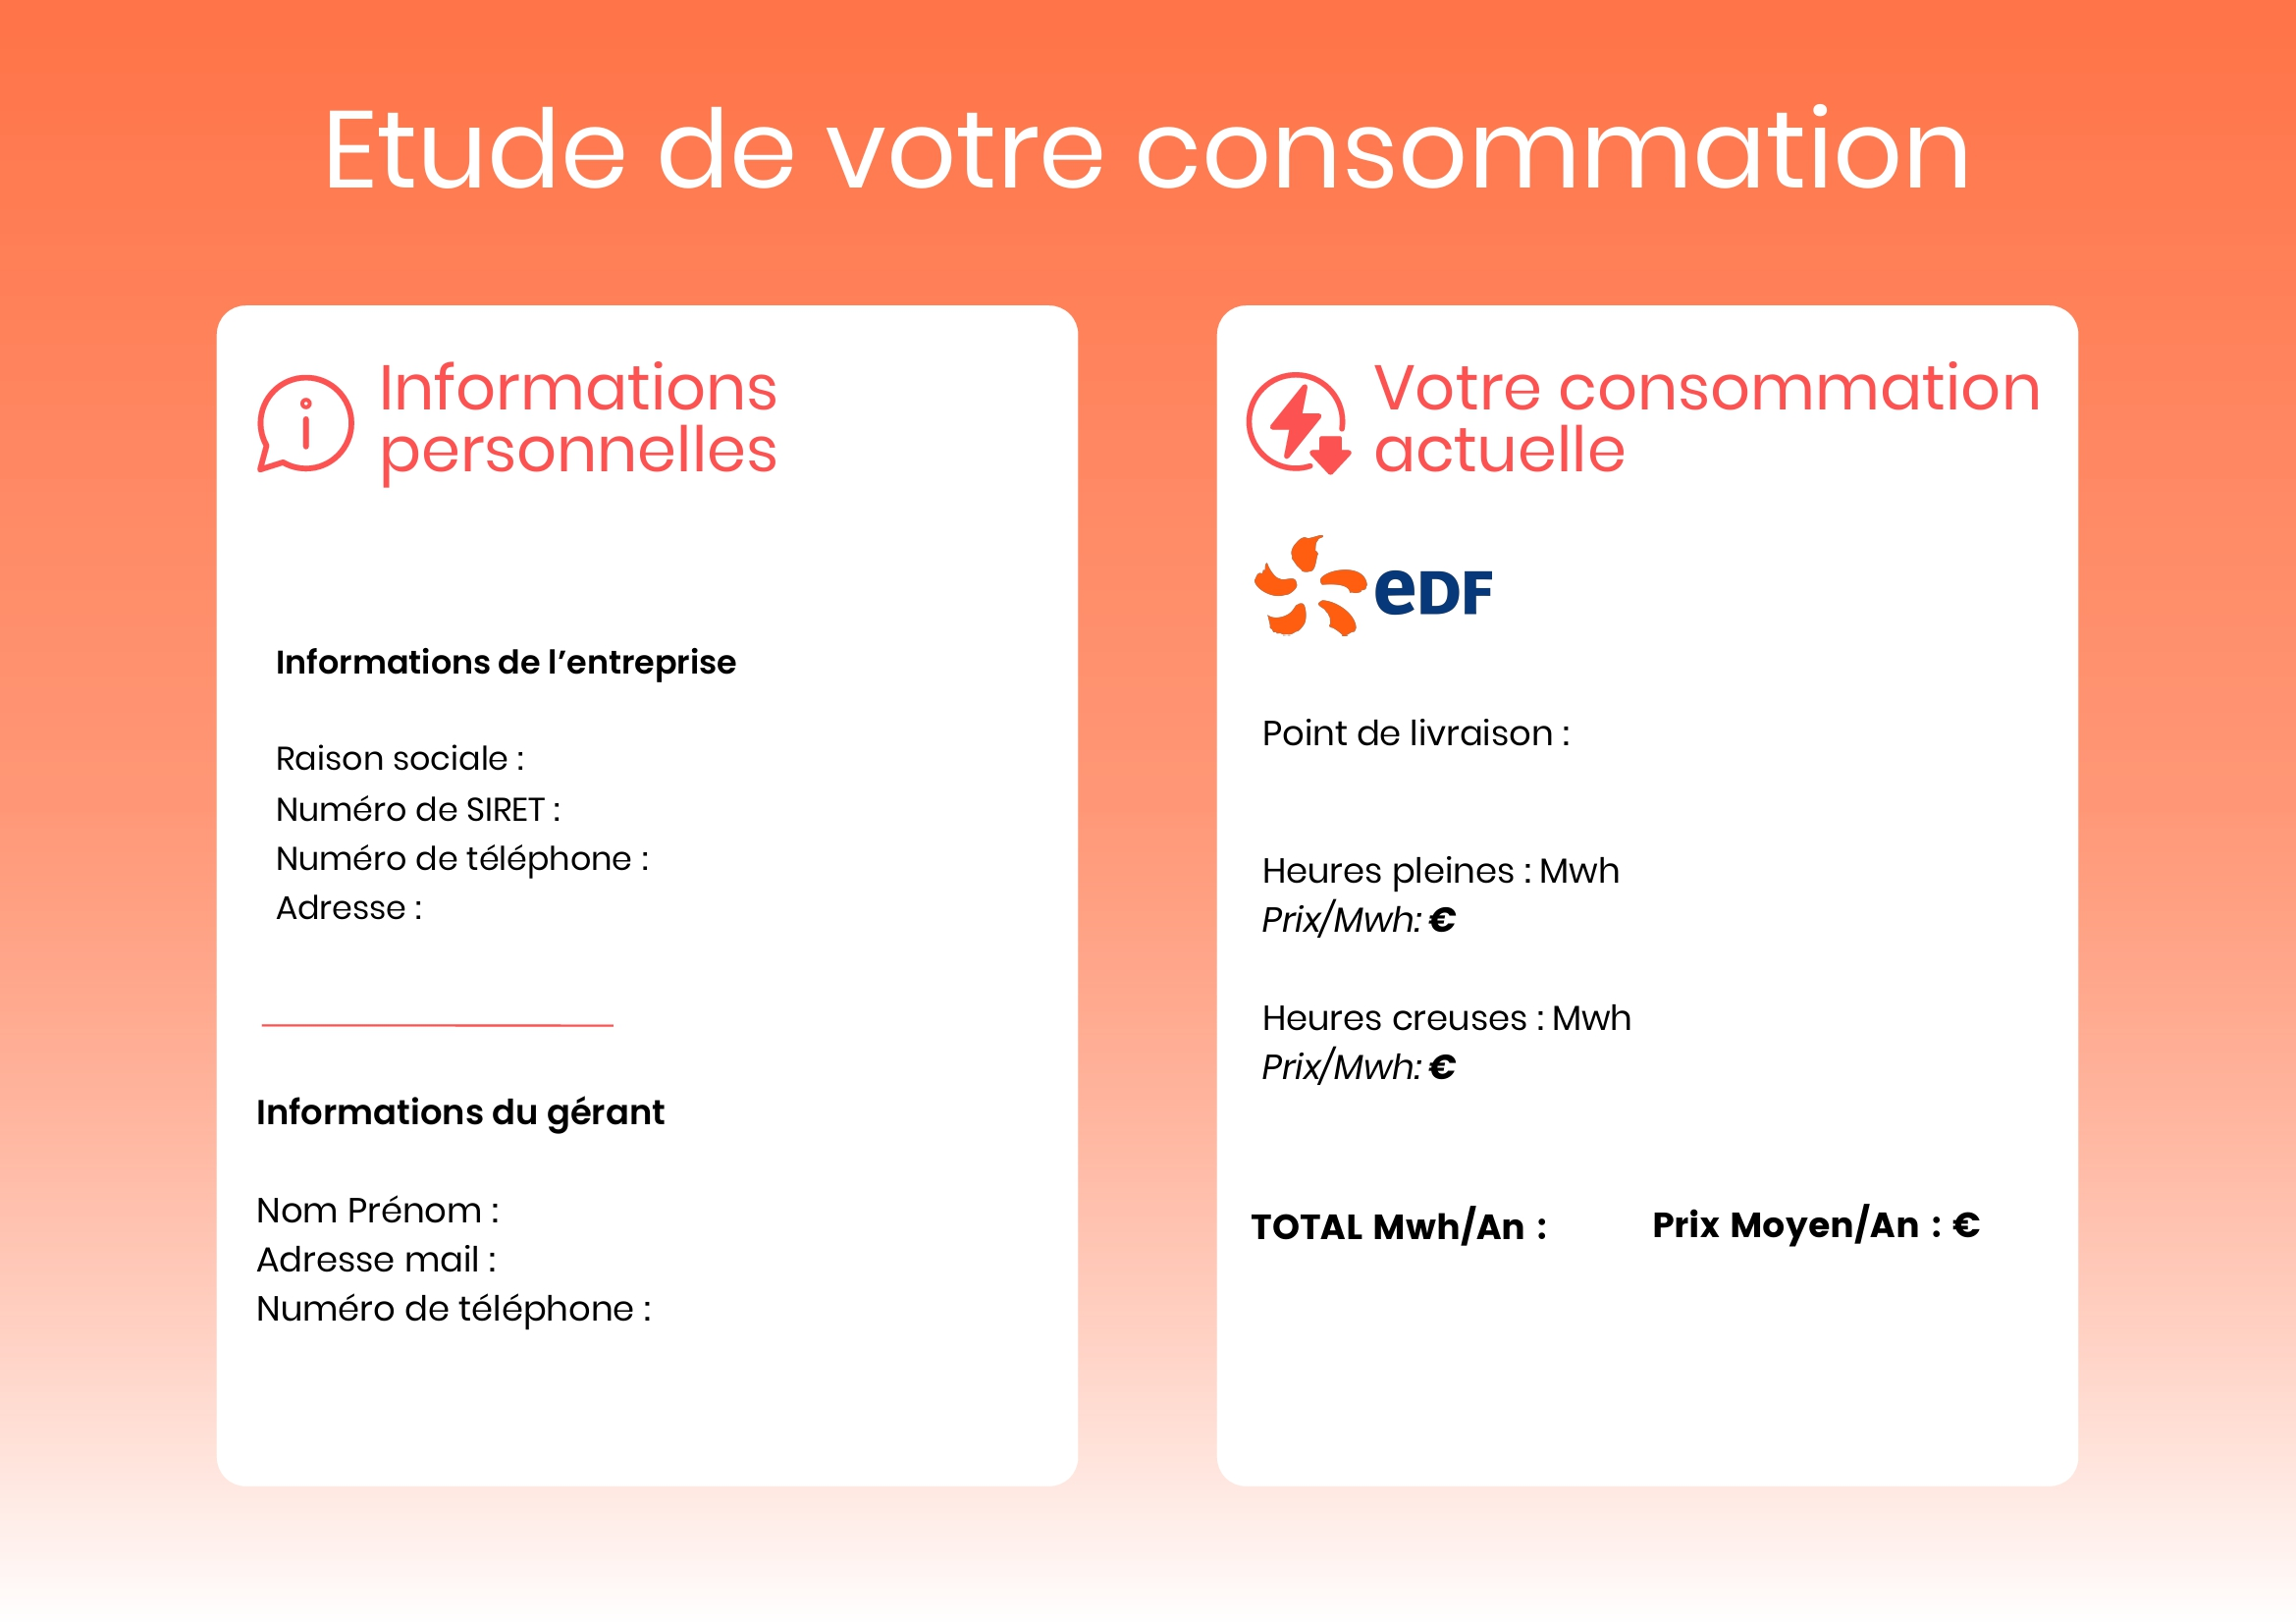 Etude de votre consommation
Informations
personnelles
Informations de l’entreprise
Raison sociale :
Numéro de SIRET :
Numéro de téléphone :
Adresse :
Informations du gérant
Nom Prénom :
Adresse mail :
Numéro de téléphone :
Votre consommation
actuelle
eDF
Point de livraison :
Heures pleines : Mwh
Prix/Mwh: €
Heures creuses : Mwh
Prix/Mwh: €
TOTAL Mwh/An :
Prix Moyen/An : €